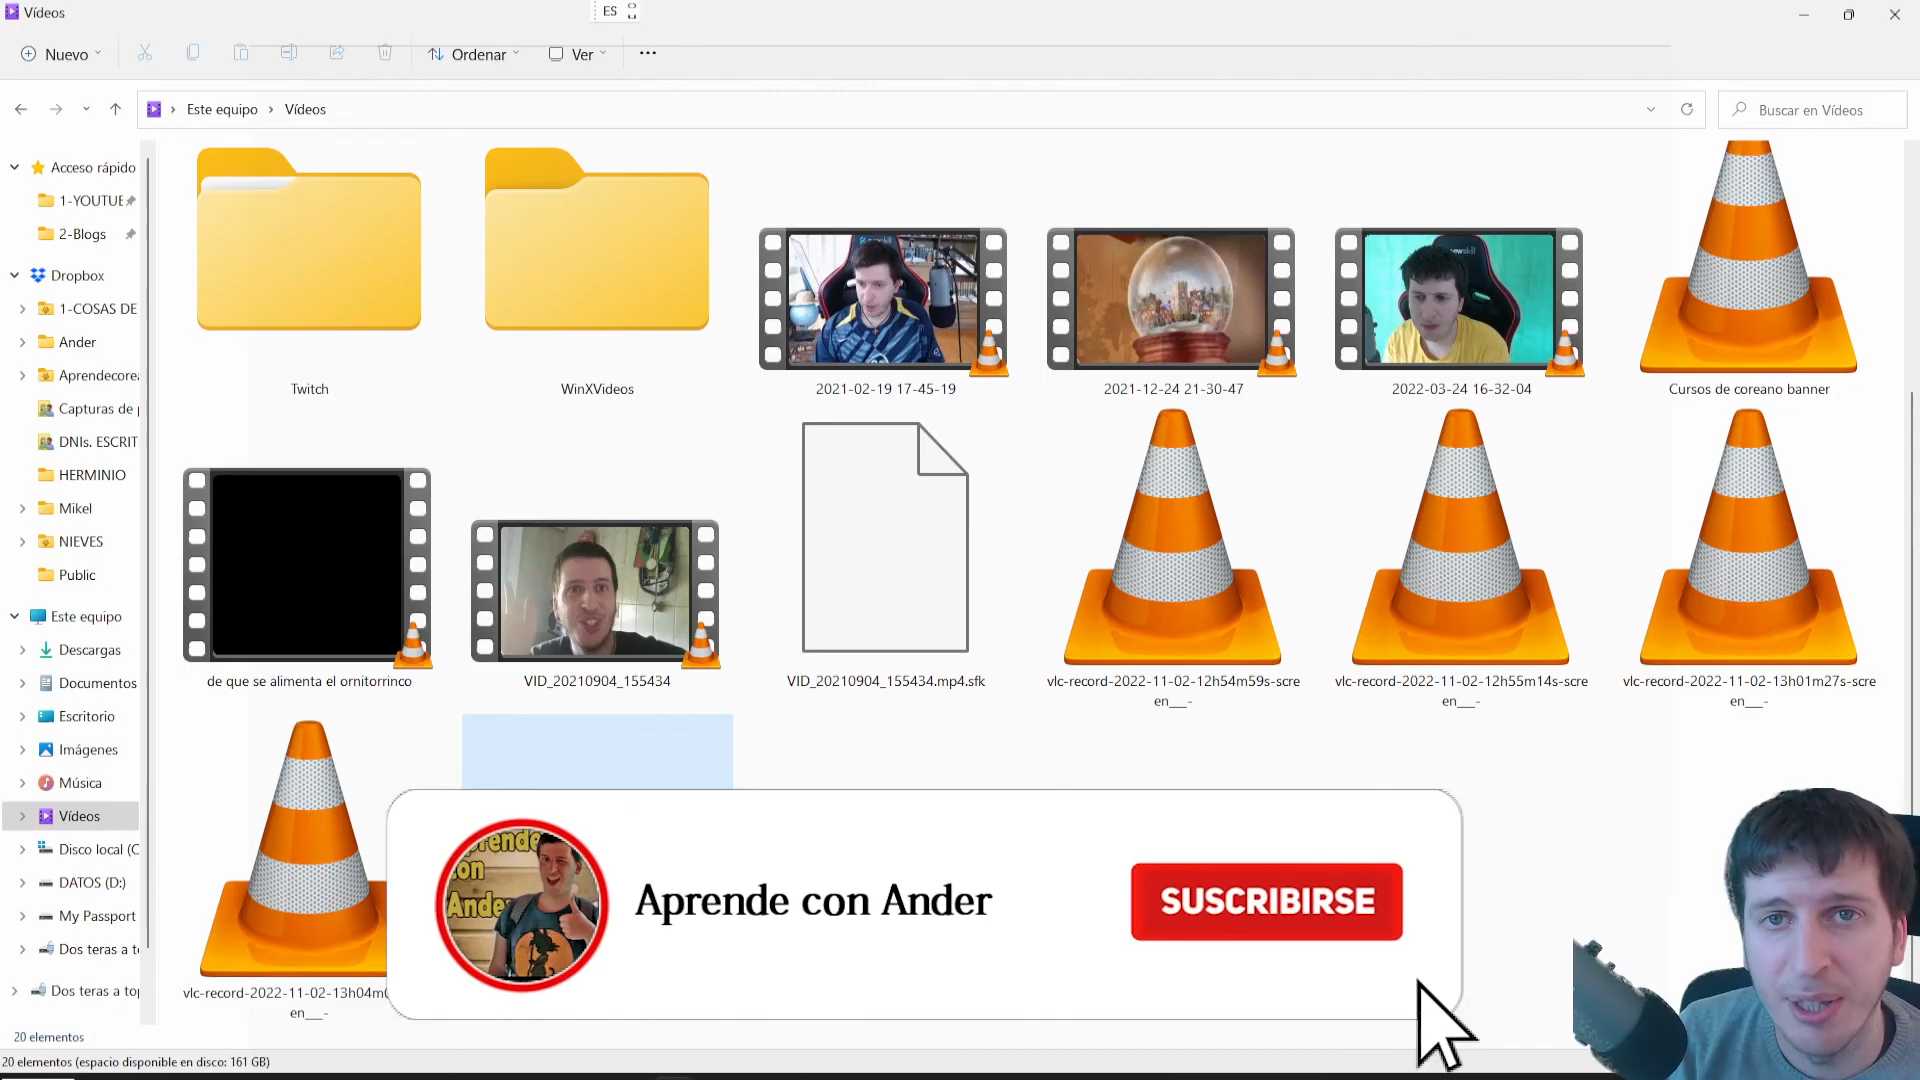 Vídeos
ES
Nuevo
Ordenar
Ver
Este equipo
Vídeos
Buscar en Vídeos
Acceso rápido
1-YOUTUE
2-Blogs
Dropbox
1-COSAS DE
Ander
Aprendecorea
Capturas de p
DNIs. ESCRIT
HERMINIO
Mikel
NIEVES
Public
Este equipo
Descargas
Documentos
Escritorio
Imágenes
Música
Vídeos
Disco local (C
DATOS (D:)
My Passport
Dos teras a to
Dos teras a top
Twitch
WinXVideos
2021-02-19 17-45-19
2021-12-24 21-30-47
2022-03-24 16-32-04
Cursos de coreano banner
de que se alimenta el ornitorrinco
VID_20210904_155434
VID_20210904_155434.mp4.sfk
vlc-record-2022-11-02-12h54m59s-scre
en___-
vlc-record-2022-11-02-12h55m14s-scre
en___-
vlc-record-2022-11-02-13h01m27s-scre
en___-
vlc-record-2022-11-02-13h04m
en___-
Aprende con Ander
SUSCRIBIRSE
20 elementos
20 elementos (espacio disponible en disco: 161 GB)